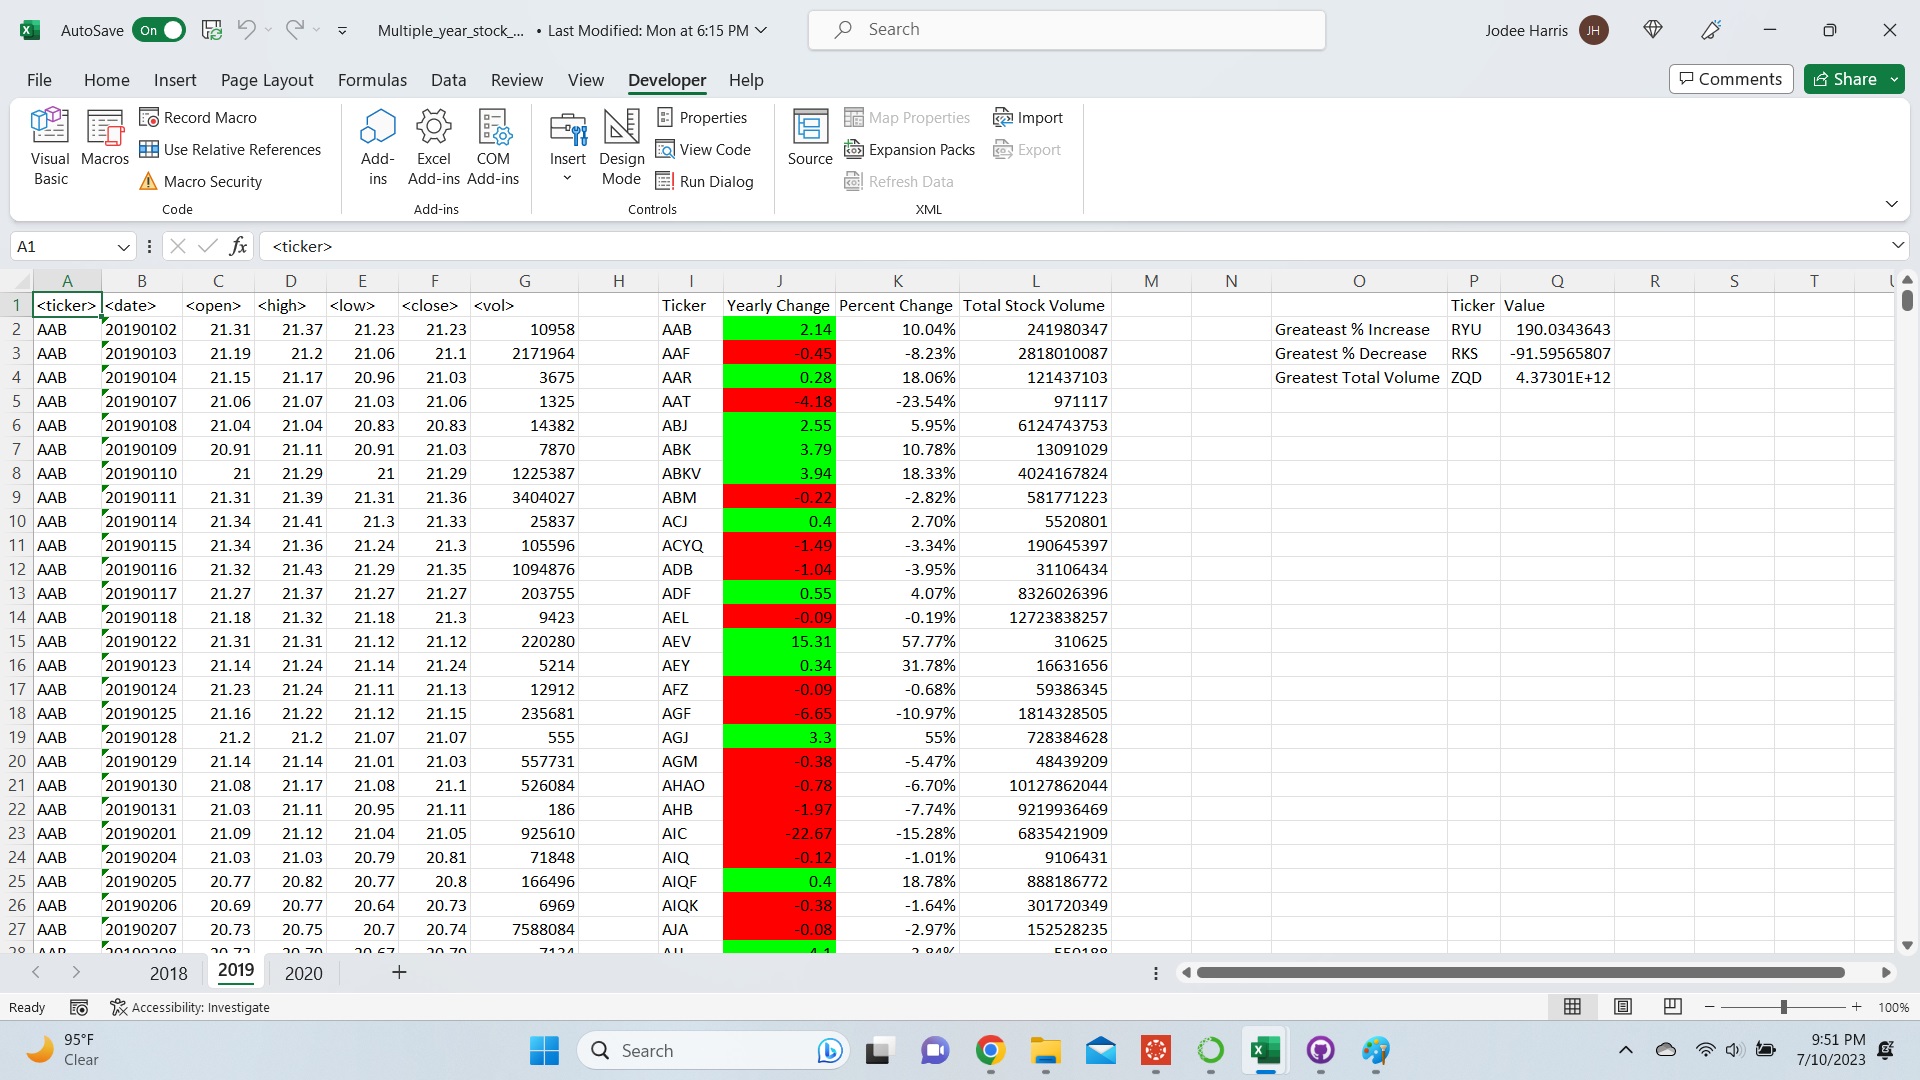 AutoSave On Multiple_year_stock_... • Last Modified: Mon at 6:15 PM Search Jodee Harris JH
File Home Insert Page Layout Formulas Data Review View Developer Help Comments Share
Visual Basic Macros Record Macro Use Relative References Macro Security Code
Add-ins Excel Add-ins COM Add-ins Add-ins
Insert Design Mode Properties View Code Run Dialog Controls
Source Map Properties Expansion Packs Refresh Data Import Export XML
A1 fx <ticker>
A B C D E F G H I J K L M N O P Q R S T
1 <ticker> <date> <open> <high> <low> <close> <vol> Ticker Yearly Change Percent Change Total Stock Volume Ticker Value
2 AAB 20190102 21.31 21.37 21.23 21.23 10958 AAB 2.14 10.04% 241980347 Greateast % Increase RYU 190.0343643
3 AAB 20190103 21.19 21.2 21.06 21.1 2171964 AAF -0.45 -8.23% 2818010087 Greatest % Decrease RKS -91.59565807
4 AAB 20190104 21.15 21.17 20.96 21.03 3675 AAR 0.28 18.06% 121437103 Greatest Total Volume ZQD 4.37301E+12
5 AAB 20190107 21.06 21.07 21.03 21.06 1325 AAT -4.18 -23.54% 971117
6 AAB 20190108 21.04 21.04 20.83 20.83 14382 ABJ 2.55 5.95% 6124743753
7 AAB 20190109 20.91 21.11 20.91 21.03 7870 ABK 3.79 10.78% 13091029
8 AAB 20190110 21 21.29 21 21.29 1225387 ABKV 3.94 18.33% 4024167824
9 AAB 20190111 21.31 21.39 21.31 21.36 3404027 ABM -0.22 -2.82% 581771223
10 AAB 20190114 21.34 21.41 21.3 21.33 25837 ACJ 0.4 2.70% 5520801
11 AAB 20190115 21.34 21.36 21.24 21.3 105596 ACYQ -1.49 -3.34% 190645397
12 AAB 20190116 21.32 21.43 21.29 21.35 1094876 ADB -1.04 -3.95% 31106434
13 AAB 20190117 21.27 21.37 21.27 21.27 203755 ADF 0.55 4.07% 8326026396
14 AAB 20190118 21.18 21.32 21.18 21.3 9423 AEL -0.09 -0.19% 12723838257
15 AAB 20190122 21.31 21.31 21.12 21.12 220280 AEV 15.31 57.77% 310625
16 AAB 20190123 21.14 21.24 21.14 21.24 5214 AEY 0.34 31.78% 16631656
17 AAB 20190124 21.23 21.24 21.11 21.13 12912 AFZ -0.09 -0.68% 59386345
18 AAB 20190125 21.16 21.22 21.12 21.15 235681 AGF -6.65 -10.97% 1814328505
19 AAB 20190128 21.2 21.2 21.07 21.07 555 AGJ 3.3 55% 728384628
20 AAB 20190129 21.14 21.14 21.01 21.03 557731 AGM -0.38 -5.47% 48439209
21 AAB 20190130 21.08 21.17 21.08 21.1 526084 AHAO -0.78 -6.70% 10127862044
22 AAB 20190131 21.03 21.11 20.95 21.11 186 AHB -1.97 -7.74% 9219936469
23 AAB 20190201 21.09 21.12 21.04 21.05 925610 AIC -22.67 -15.28% 6835421909
24 AAB 20190204 21.03 21.03 20.79 20.81 71848 AIQ -0.12 -1.01% 9106431
25 AAB 20190205 20.77 20.82 20.77 20.8 166496 AIQF 0.4 18.78% 888186772
26 AAB 20190206 20.69 20.77 20.64 20.73 6969 AIQK -0.38 -1.64% 301720349
27 AAB 20190207 20.73 20.75 20.7 20.74 7588084 AJA -0.08 -2.97% 152528235
2018 2019 2020
Ready Accessibility: Investigate 100%
95°F
Clear
Search
9:51 PM
7/10/2023